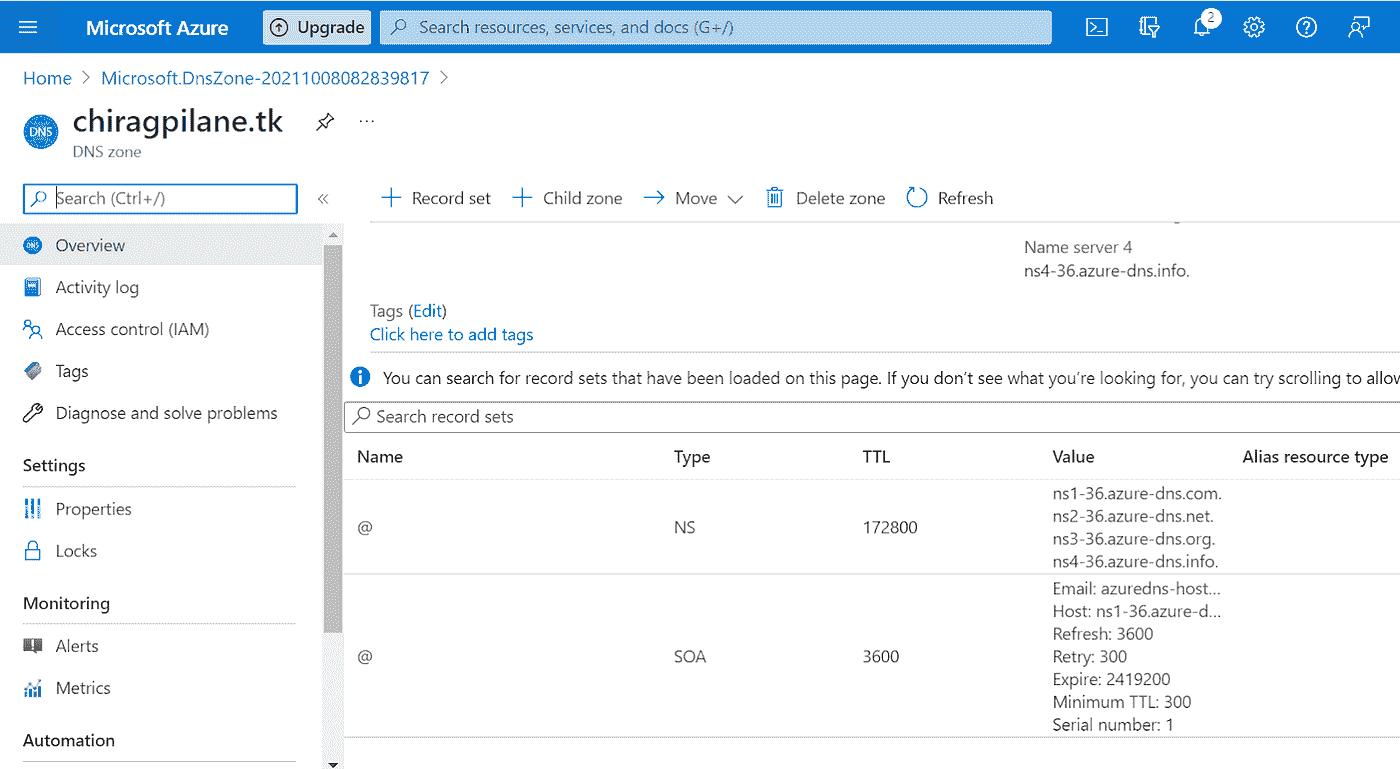 Microsoft Azure
Upgrade
Search resources, services, and docs (G+/)
2
Home > Microsoft.DnsZone-20211008082839817 >
DNS
chiragpilane.tk
...
DNS zone
Search (Ctrl+/)
«
Record set
Child zone
Move
Delete zone
Refresh
Overview
Activity log
Access control (IAM)
Tags
Diagnose and solve problems
Settings
Properties
Locks
Monitoring
Alerts
Metrics
Automation
Name server 4
ns4-36.azure-dns.info.
Tags (Edit)
Click here to add tags
You can search for record sets that have been loaded on this page. If you don't see what you're looking for, you can try scrolling to allow
Search record sets
Name Type TTL Value Alias resource type
@ NS 172800
ns1-36.azure-dns.com.
ns2-36.azure-dns.net.
ns3-36.azure-dns.org.
ns4-36.azure-dns.info.
@ SOA 3600
Email: azuredns-host...
Host: ns1-36.azure-d...
Refresh: 3600
Retry: 300
Expire: 2419200
Minimum TTL: 300
Serial number: 1